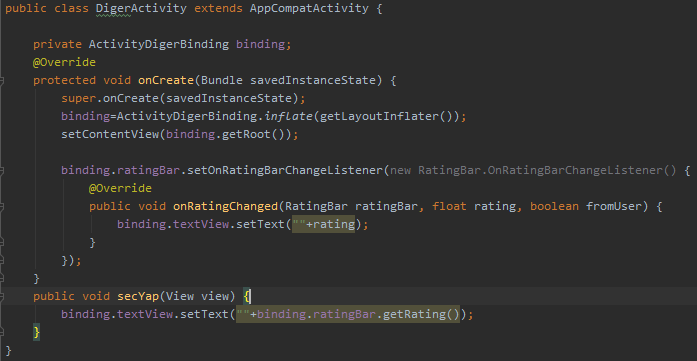 public class DigerActivity extends AppCompatActivity {
private ActivityDigerBinding binding;
@Override
protected void onCreate(Bundle savedInstanceState) {
super.onCreate(savedInstanceState);
binding=ActivityDigerBinding.inflate(getLayoutInflater());
setContentView(binding.getRoot());
binding.ratingBar.setOnRatingBarChangeListener(new RatingBar.OnRatingBarChangeListener() {
@Override
public void onRatingChanged(RatingBar ratingBar, float rating, boolean fromUser) {
binding.textView.setText(""+rating);
}
});
}
public void secYap(View view) {
binding.textView.setText(""+binding.ratingBar.getRating());
}
}